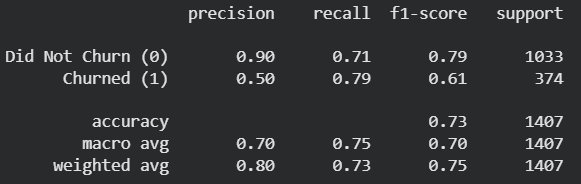 precision recall f1-score support
Did Not Churn (0) 0.90 0.71 0.79 1033
Churned (1) 0.50 0.79 0.61 374
accuracy 0.73 1407
macro avg 0.70 0.75 0.70 1407
weighted avg 0.80 0.73 0.75 1407